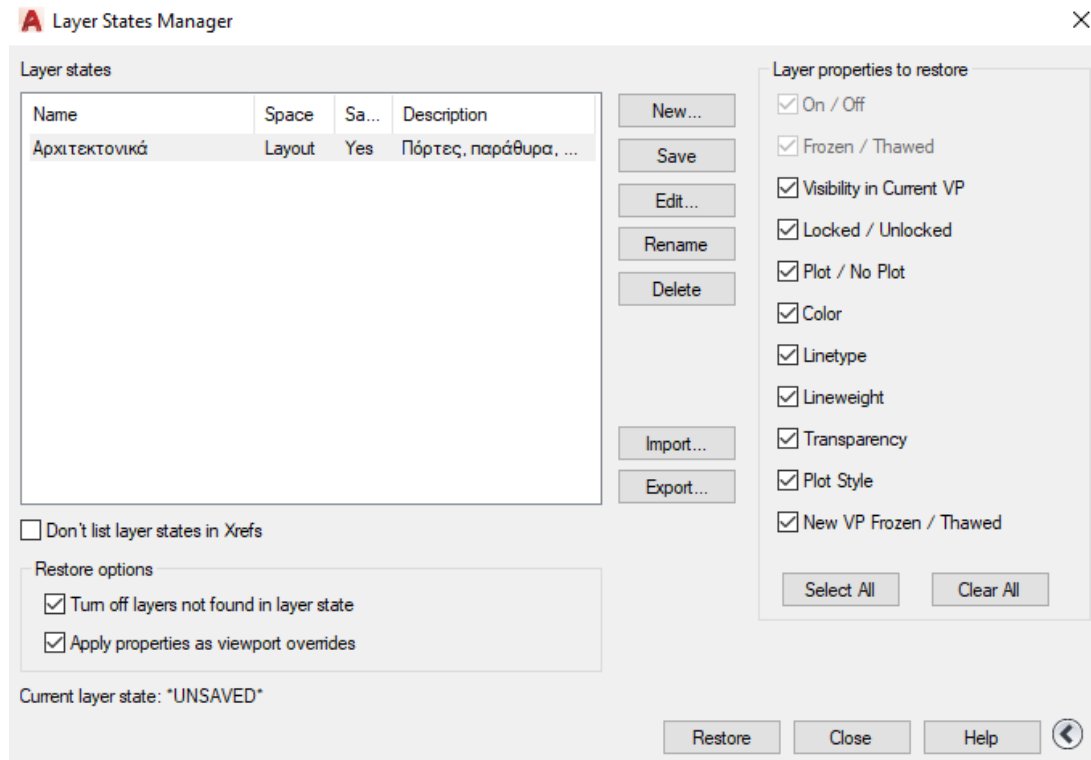 Layer States Manager
Layer states
Name Space Sa... Description
Αρχιτεκτονικά Layout Yes Πόρτες, παράθυρα, ...
New...
Save
Edit...
Rename
Delete
Import...
Export...
Don't list layer states in Xrefs
Restore options
Turn off layers not found in layer state
Apply properties as viewport overrides
Current layer state: *UNSAVED*
Layer properties to restore
On / Off
Frozen / Thawed
Visibility in Current VP
Locked / Unlocked
Plot / No Plot
Color
Linetype
Lineweight
Transparency
Plot Style
New VP Frozen / Thawed
Select All Clear All
Restore Close Help